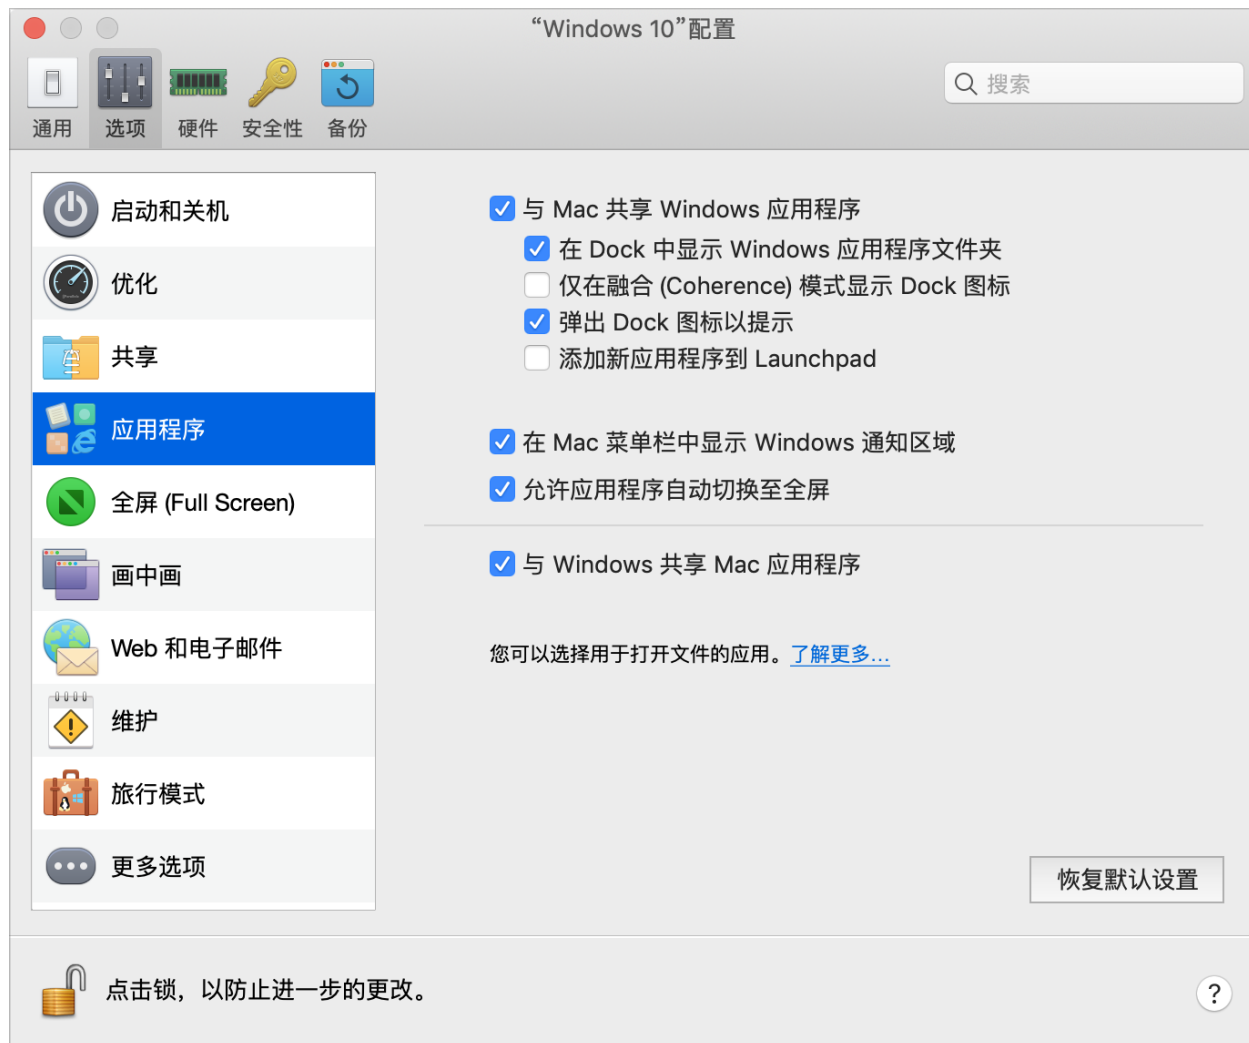 “Windows 10”配置
通用
选项
硬件
安全性
备份
搜索
启动和关机
优化
共享
应用程序
全屏 (Full Screen)
画中画
Web 和电子邮件
维护
旅行模式
更多选项
与 Mac 共享 Windows 应用程序
在 Dock 中显示 Windows 应用程序文件夹
仅在融合 (Coherence) 模式显示 Dock 图标
弹出 Dock 图标以提示
添加新应用程序到 Launchpad
在 Mac 菜单栏中显示 Windows 通知区域
允许应用程序自动切换至全屏
与 Windows 共享 Mac 应用程序
您可以选择用于打开文件的应用。了解更多...
恢复默认设置
点击锁，以防止进一步的更改。
?